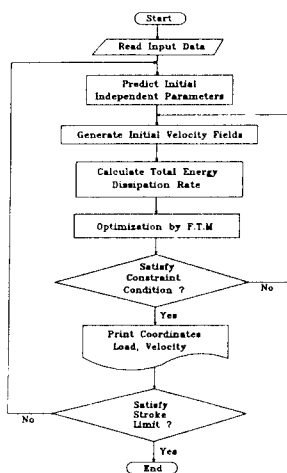 Start
Read Input Data
Predict Initial
Independent Parameters
Generate Initial Velocity Fields
Calculate Total Energy
Dissipation Rate
Optimization by F.T.M
Satisfy
Constraint
Condition ?
No
Yes
Print Coordinates
Load, Velocity
Satisfy
Stroke
Limit ?
No
Yes
End